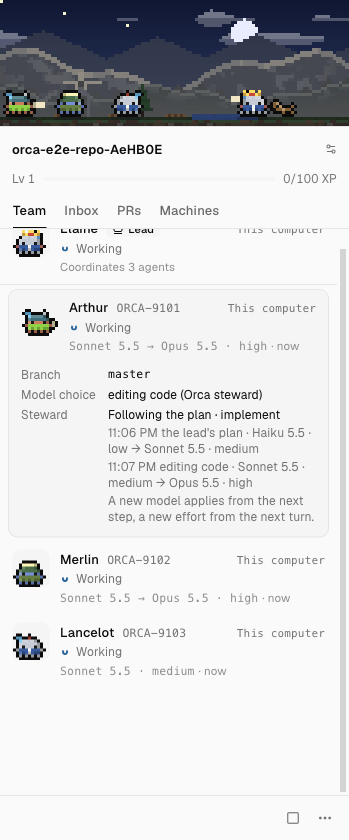 orca-e2e-repo-AeHB0E
Lv 1 0/100 XP
Team Inbox PRs Machines
Elaine Lead This computer
Working
Coordinates 3 agents
Arthur ORCA-9101 This computer
Working
Sonnet 5.5 → Opus 5.5 · high · now
Branch master
Model choice editing code (Orca steward)
Steward Following the plan · implement
11:06 PM the lead's plan · Haiku 5.5 ·
low → Sonnet 5.5 · medium
11:07 PM editing code · Sonnet 5.5 ·
medium → Opus 5.5 · high
A new model applies from the next
step, a new effort from the next turn.
Merlin ORCA-9102 This computer
Working
Sonnet 5.5 → Opus 5.5 · high · now
Lancelot ORCA-9103 This computer
Working
Sonnet 5.5 · medium · now